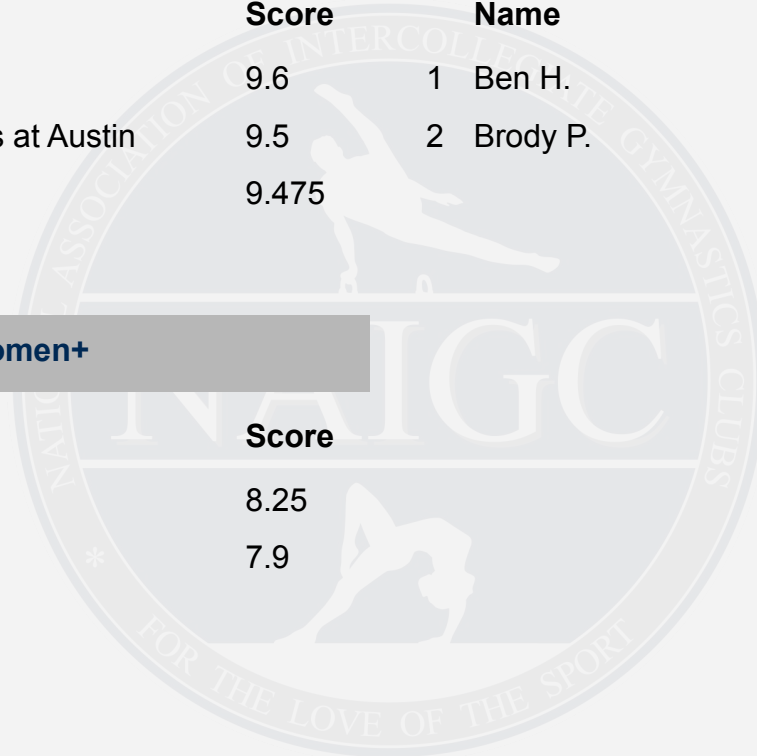 Score Name
9.6 1 Ben H.
s at Austin 9.5 2 Brody P.
9.475
omen+
Score
8.25
7.9
NATIONAL ASSOCIATION OF INTERCOLLEGIATE GYMNASTICS CLUBS
NAIGC
* FOR THE LOVE OF THE SPORT